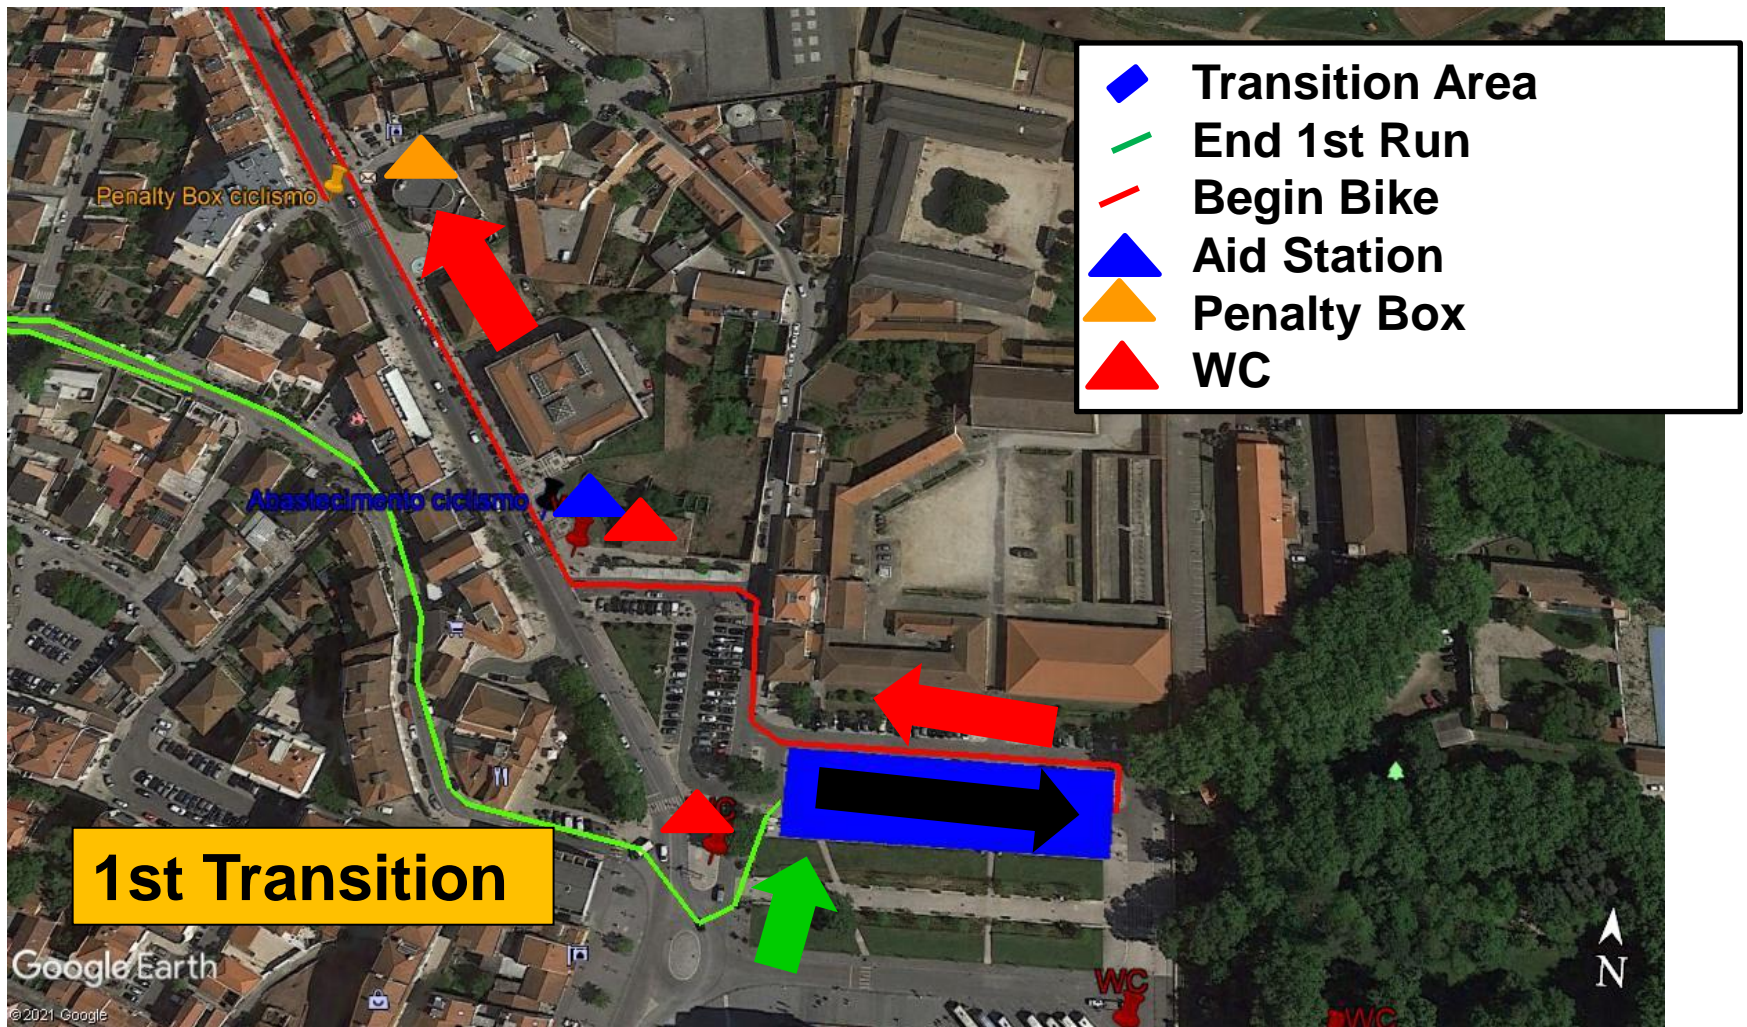 Transition Area
End 1st Run
Begin Bike
Aid Station
Penalty Box
WC
Penalty Box ciclismo
Abastecimento ciclismo
WC
1st Transition
Google Earth
©2021 Google
N
WC
WC